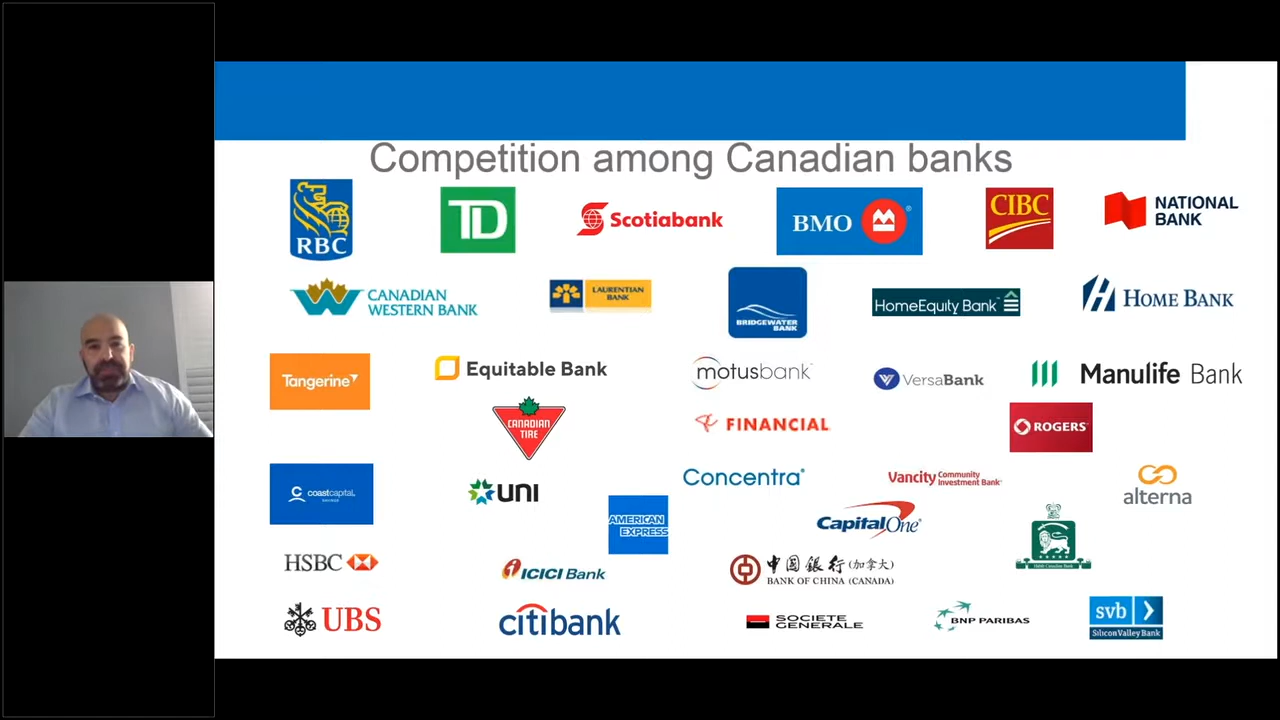 Competition among Canadian banks
RBC
TD
Scotiabank
BMO
CIBC
NATIONAL
BANK
CANADIAN
WESTERN BANK
LAURENTIAN
BANK
BRIDGEWATER
BANK
HomeEquity Bank
HOME BANK
Tangerine
Equitable Bank
motusbank
VersaBank
Manulife Bank
CANADIAN
TIRE
FINANCIAL
ROGERS
coastcapital
UNI
Concentra
Vancity Community
Investment Bank
alterna
AMERICAN
EXPRESS
Capital One
HSBC
ICICI Bank
中国银行(加拿大)
BANK OF CHINA (CANADA)
Habib Canadian Bank
UBS
citibank
SOCIETE
GENERALE
BNP PARIBAS
svb
Silicon Valley Bank